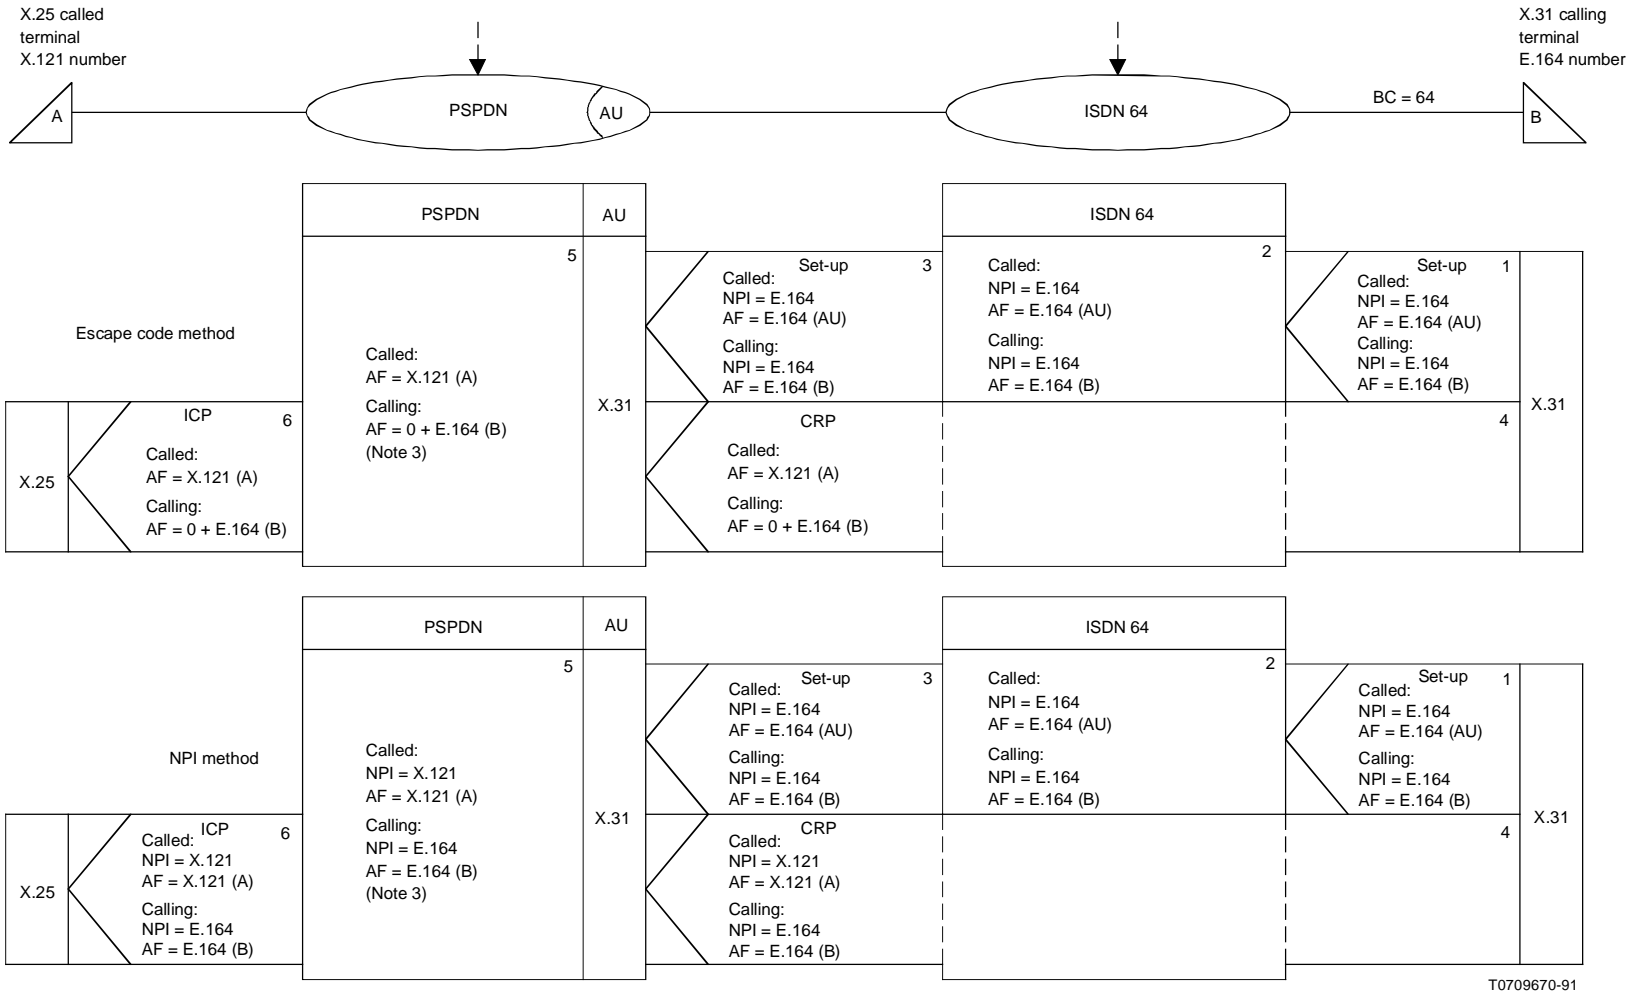 X.25 called
terminal
X.121 number
X.31 calling
terminal
E.164 number
A
PSPDN
AU
ISDN 64
BC = 64
B
PSPDN
AU
ISDN 64
Escape code method
X.25
ICP
6
Called:
AF = X.121 (A)
Calling:
AF = 0 + E.164 (B)
5
Called:
AF = X.121 (A)
Calling:
AF = 0 + E.164 (B)
(Note 3)
X.31
Set-up
3
Called:
NPI = E.164
AF = E.164 (AU)
Calling:
NPI = E.164
AF = E.164 (B)
CRP
Called:
AF = X.121 (A)
Calling:
AF = 0 + E.164 (B)
2
Called:
NPI = E.164
AF = E.164 (AU)
Calling:
NPI = E.164
AF = E.164 (B)
Set-up
1
Called:
NPI = E.164
AF = E.164 (AU)
Calling:
NPI = E.164
AF = E.164 (B)
4
X.31
PSPDN
AU
ISDN 64
NPI method
X.25
ICP
6
Called:
NPI = X.121
AF = X.121 (A)
Calling:
NPI = E.164
AF = E.164 (B)
5
Called:
NPI = X.121
AF = X.121 (A)
Calling:
NPI = E.164
AF = E.164 (B)
(Note 3)
X.31
Set-up
3
Called:
NPI = E.164
AF = E.164 (AU)
Calling:
NPI = E.164
AF = E.164 (B)
CRP
Called:
NPI = X.121
AF = X.121 (A)
Calling:
NPI = E.164
AF = E.164 (B)
2
Called:
NPI = E.164
AF = E.164 (AU)
Calling:
NPI = E.164
AF = E.164 (B)
Set-up
1
Called:
NPI = E.164
AF = E.164 (AU)
Calling:
NPI = E.164
AF = E.164 (B)
4
X.31
T0709670-91